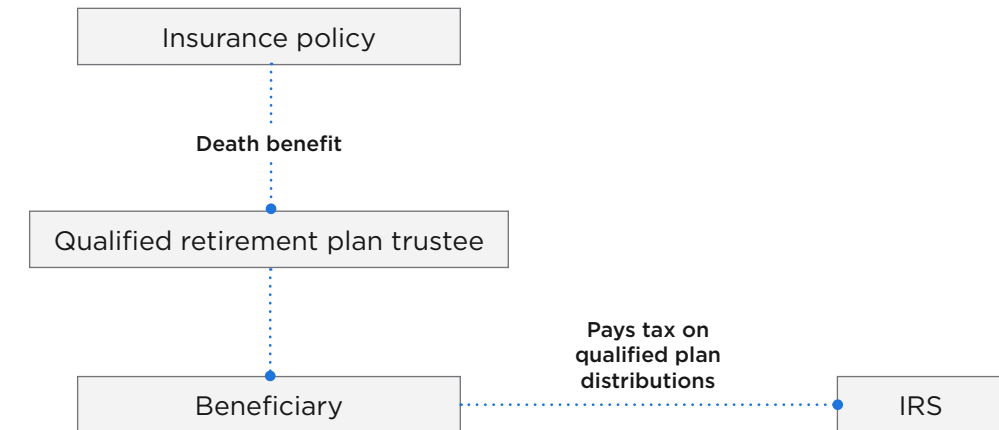 Insurance policy
Death benefit
Qualified retirement plan trustee
Pays tax on
qualified plan
distributions
Beneficiary
IRS